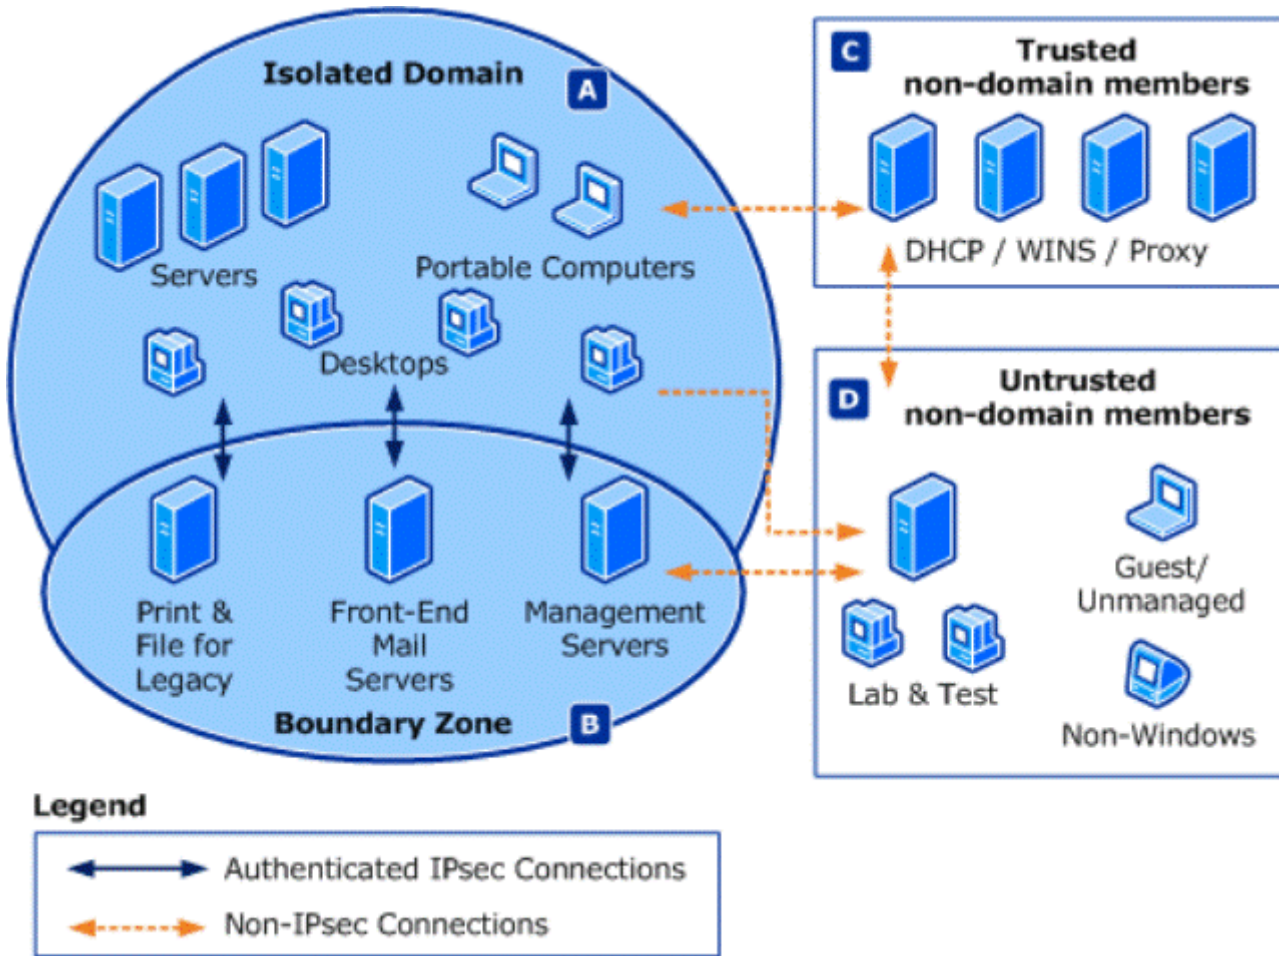 Isolated Domain
A
Servers
Portable Computers
Desktops
Print &
File for
Legacy
Front-End
Mail
Servers
Management
Servers
Boundary Zone
B
C
Trusted
non-domain members
DHCP / WINS / Proxy
D
Untrusted
non-domain members
Guest/
Unmanaged
Lab & Test
Non-Windows
Legend
Authenticated IPsec Connections
Non-IPsec Connections